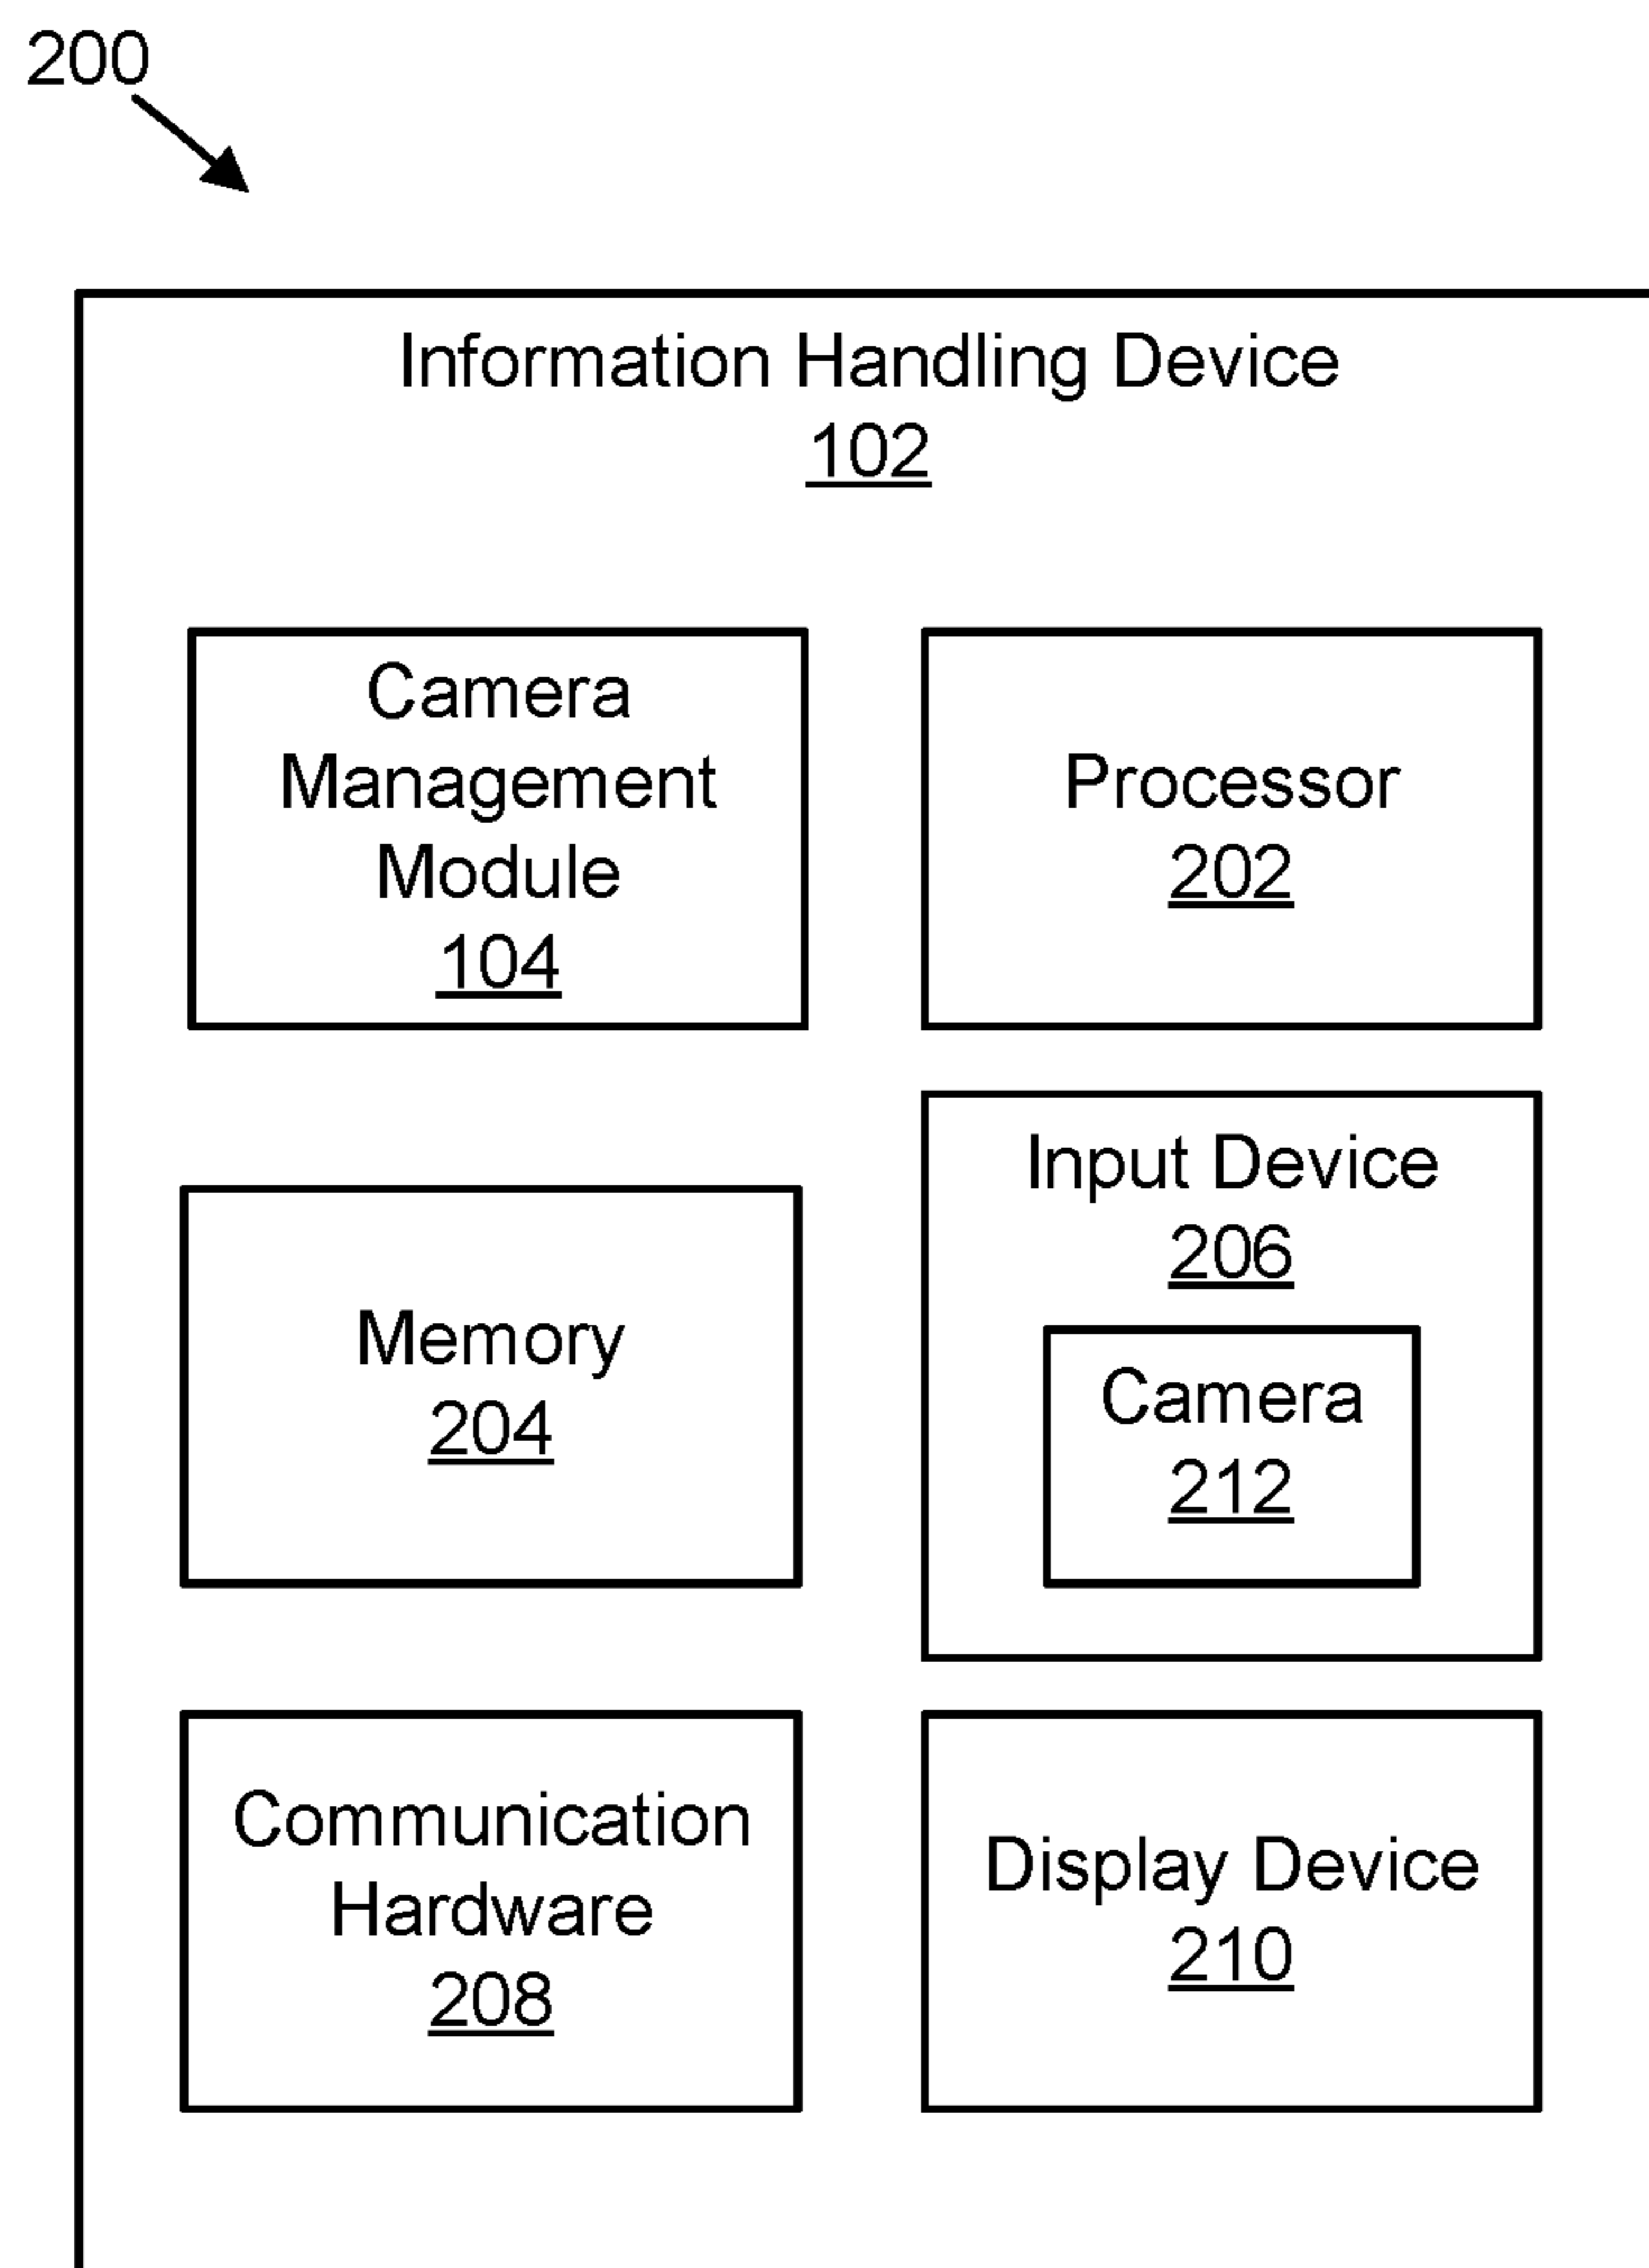 200
Information Handling Device
102
Camera
Management
Module
104
Processor
202
Memory
204
Input Device
206
Camera
212
Communication
Hardware
208
Display Device
210